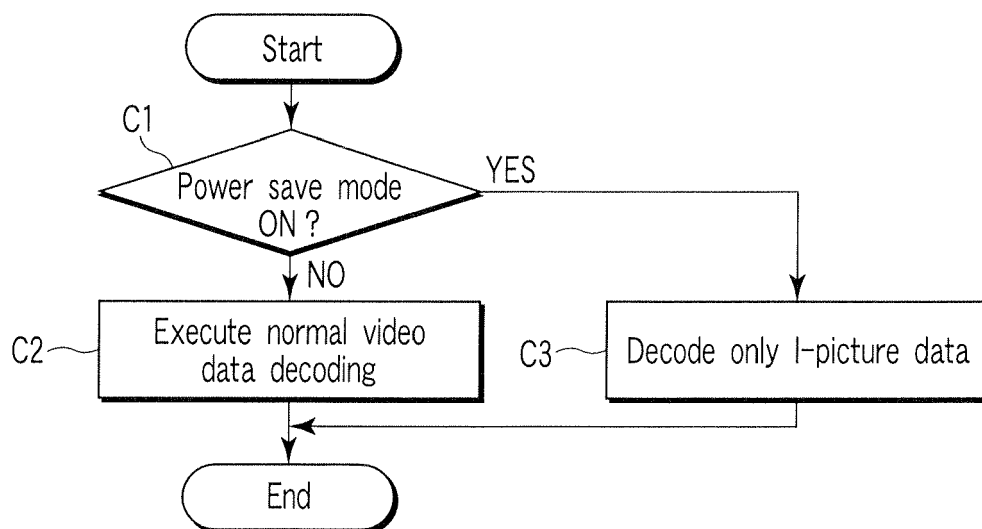 Start
C1
Power save mode
ON ?
YES
NO
C2
Execute normal video
data decoding
C3
Decode only I-picture data
End